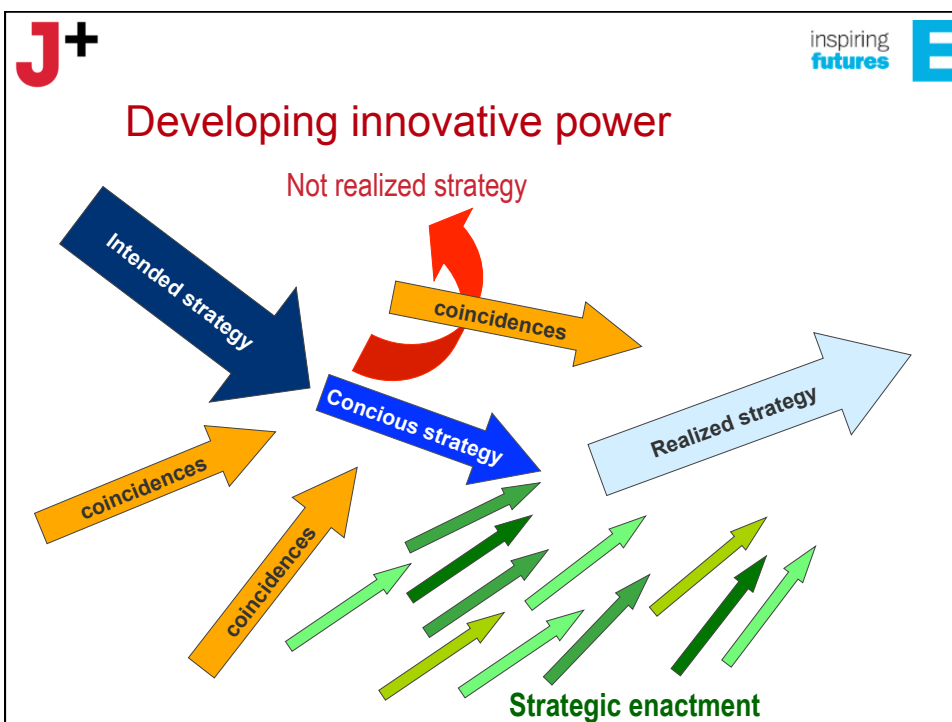 J+
inspiring
futures
E
Developing innovative power
Not realized strategy
Intended strategy
coincidences
Concious strategy
Realized strategy
coincidences
coincidences
Strategic enactment